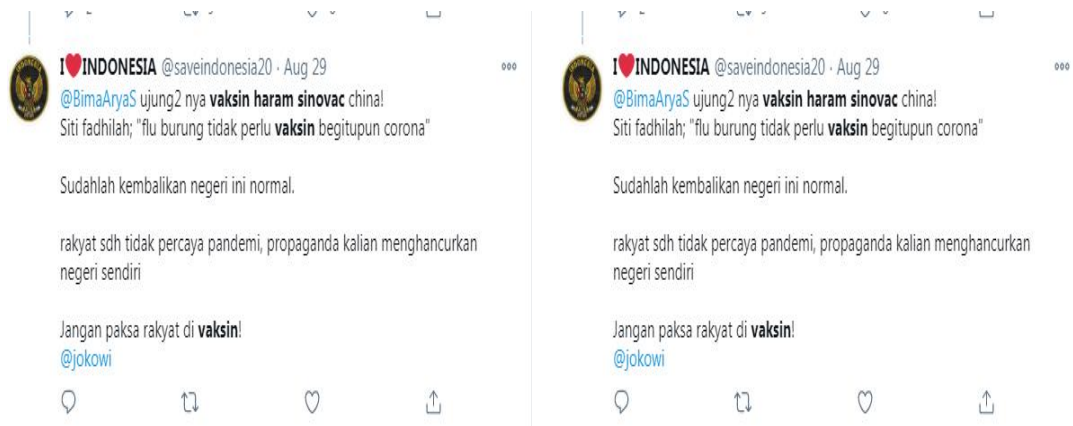 I❤️INDONESIA @saveindonesia20 · Aug 29
@BimaAryaS ujung2 nya vaksin haram sinovac china!
Siti fadhilah; "flu burung tidak perlu vaksin begitupun corona"
Sudahlah kembalikan negeri ini normal.
rakyat sdh tidak percaya pandemi, propaganda kalian menghancurkan
negeri sendiri
Jangan paksa rakyat di vaksin!
@jokowi
I❤️INDONESIA @saveindonesia20 · Aug 29
@BimaAryaS ujung2 nya vaksin haram sinovac china!
Siti fadhilah; "flu burung tidak perlu vaksin begitupun corona"
Sudahlah kembalikan negeri ini normal.
rakyat sdh tidak percaya pandemi, propaganda kalian menghancurkan
negeri sendiri
Jangan paksa rakyat di vaksin!
@jokowi